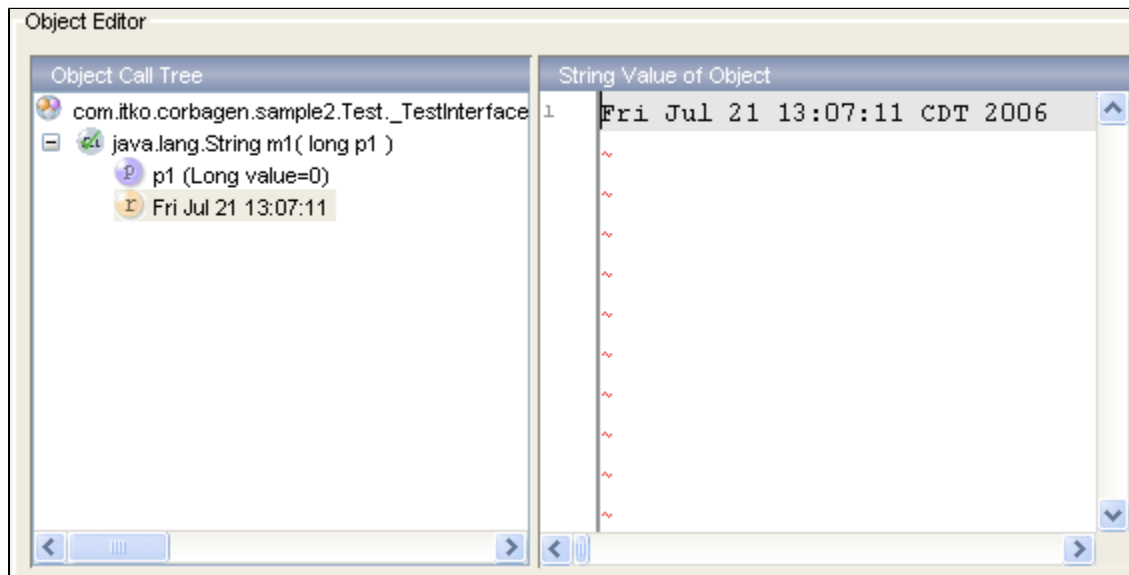 Object Editor
Object Call Tree
com.itko.corbagen.sample2.Test._TestInterface
java.lang.String m1( long p1 )
P p1 (Long value=0)
r Fri Jul 21 13:07:11
String Value of Object
1 Fri Jul 21 13:07:11 CDT 2006
~
~
~
~
~
~
~
~
~
~